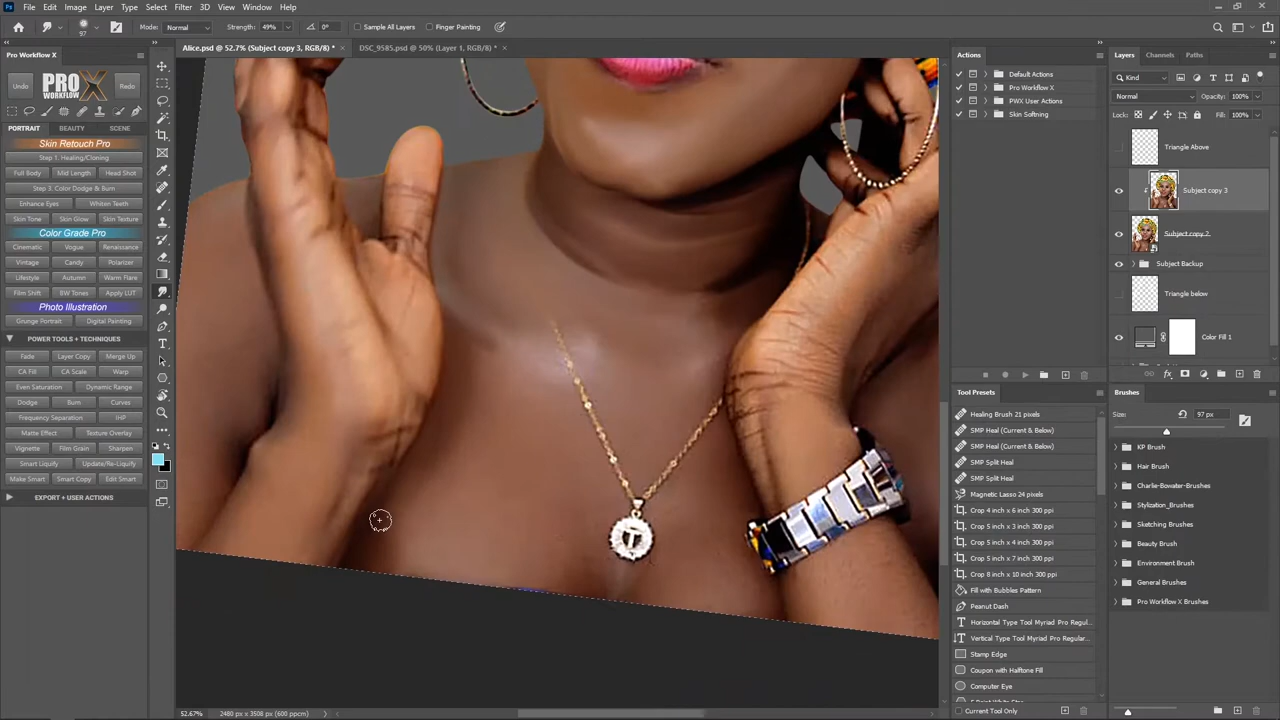 File Edit Image Layer Type Select Filter 3D View Window Help
97 Mode: Normal Strength: 49% 0° Sample All Layers Finger Painting
Alice.psd @ 52.7% (Subject copy 3, RGB/8) * × DSC_9585.psd @ 50% (Layer 1, RGB/8) * ×
Pro Workflow X
Undo PRO WORKFLOW X Redo
PORTRAIT BEAUTY SCENE
Skin Retouch Pro
Step 1. Healing/Cloning
Full Body Mid Length Head Shot
Step 3. Color Dodge & Burn
Enhance Eyes Whiten Teeth
Skin Tone Skin Glow Skin Texture
Color Grade Pro
Cinematic Vogue Renaissance
Vintage Candy Polarizer
Lifestyle Autumn Warm Flare
Film Shift BW Tones Apply LUT
Photo Illustration
Grunge Portrait Digital Painting
POWER TOOLS + TECHNIQUES
Fade Layer Copy Merge Up
CA Fill CA Scale Warp
Even Saturation Dynamic Range
Dodge Burn Curves
Frequency Separation IHP
Matte Effect Texture Overlay
Vignette Film Grain Sharpen
Smart Liquify Update/Re-Liquify
Make Smart Copy Smart Edit Smart
EXPORT + USER ACTIONS
T
52.67% 2480 px x 3508 px (600 ppcm)
Actions
Default Actions
Pro Workflow X
PWX User Actions
Skin Softning
Tool Presets
Healing Brush 21 pixels
SMP Heal (Current & Below)
SMP Heal (Current & Below)
SMP Split Heal
SMP Split Heal
Magnetic Lasso 24 pixels
Crop 4 inch x 6 inch 300 ppi
Crop 5 inch x 3 inch 300 ppi
Crop 5 inch x 4 inch 300 ppi
Crop 5 inch x 7 inch 300 ppi
Crop 8 inch x 10 inch 300 ppi
Fill with Bubbles Pattern
Peanut Dash
Horizontal Type Tool Myriad Pro Regul...
Vertical Type Tool Myriad Pro Regular...
Stamp Edge
Coupon with Halftone Fill
Computer Eye
Current Tool Only
Layers Channels Paths
Kind
Normal Opacity: 100%
Lock: Fill: 100%
Triangle Above
Subject copy 3
Subject copy 2
Subject Backup
Triangle below
Color Fill 1
Brushes
Size: 97 px
KP Brush
Hair Brush
Charlie-Bowater-Brushes
Stylization_Brushes
Sketching Brushes
Beauty Brush
Environment Brush
General Brushes
Pro Workflow X Brushes